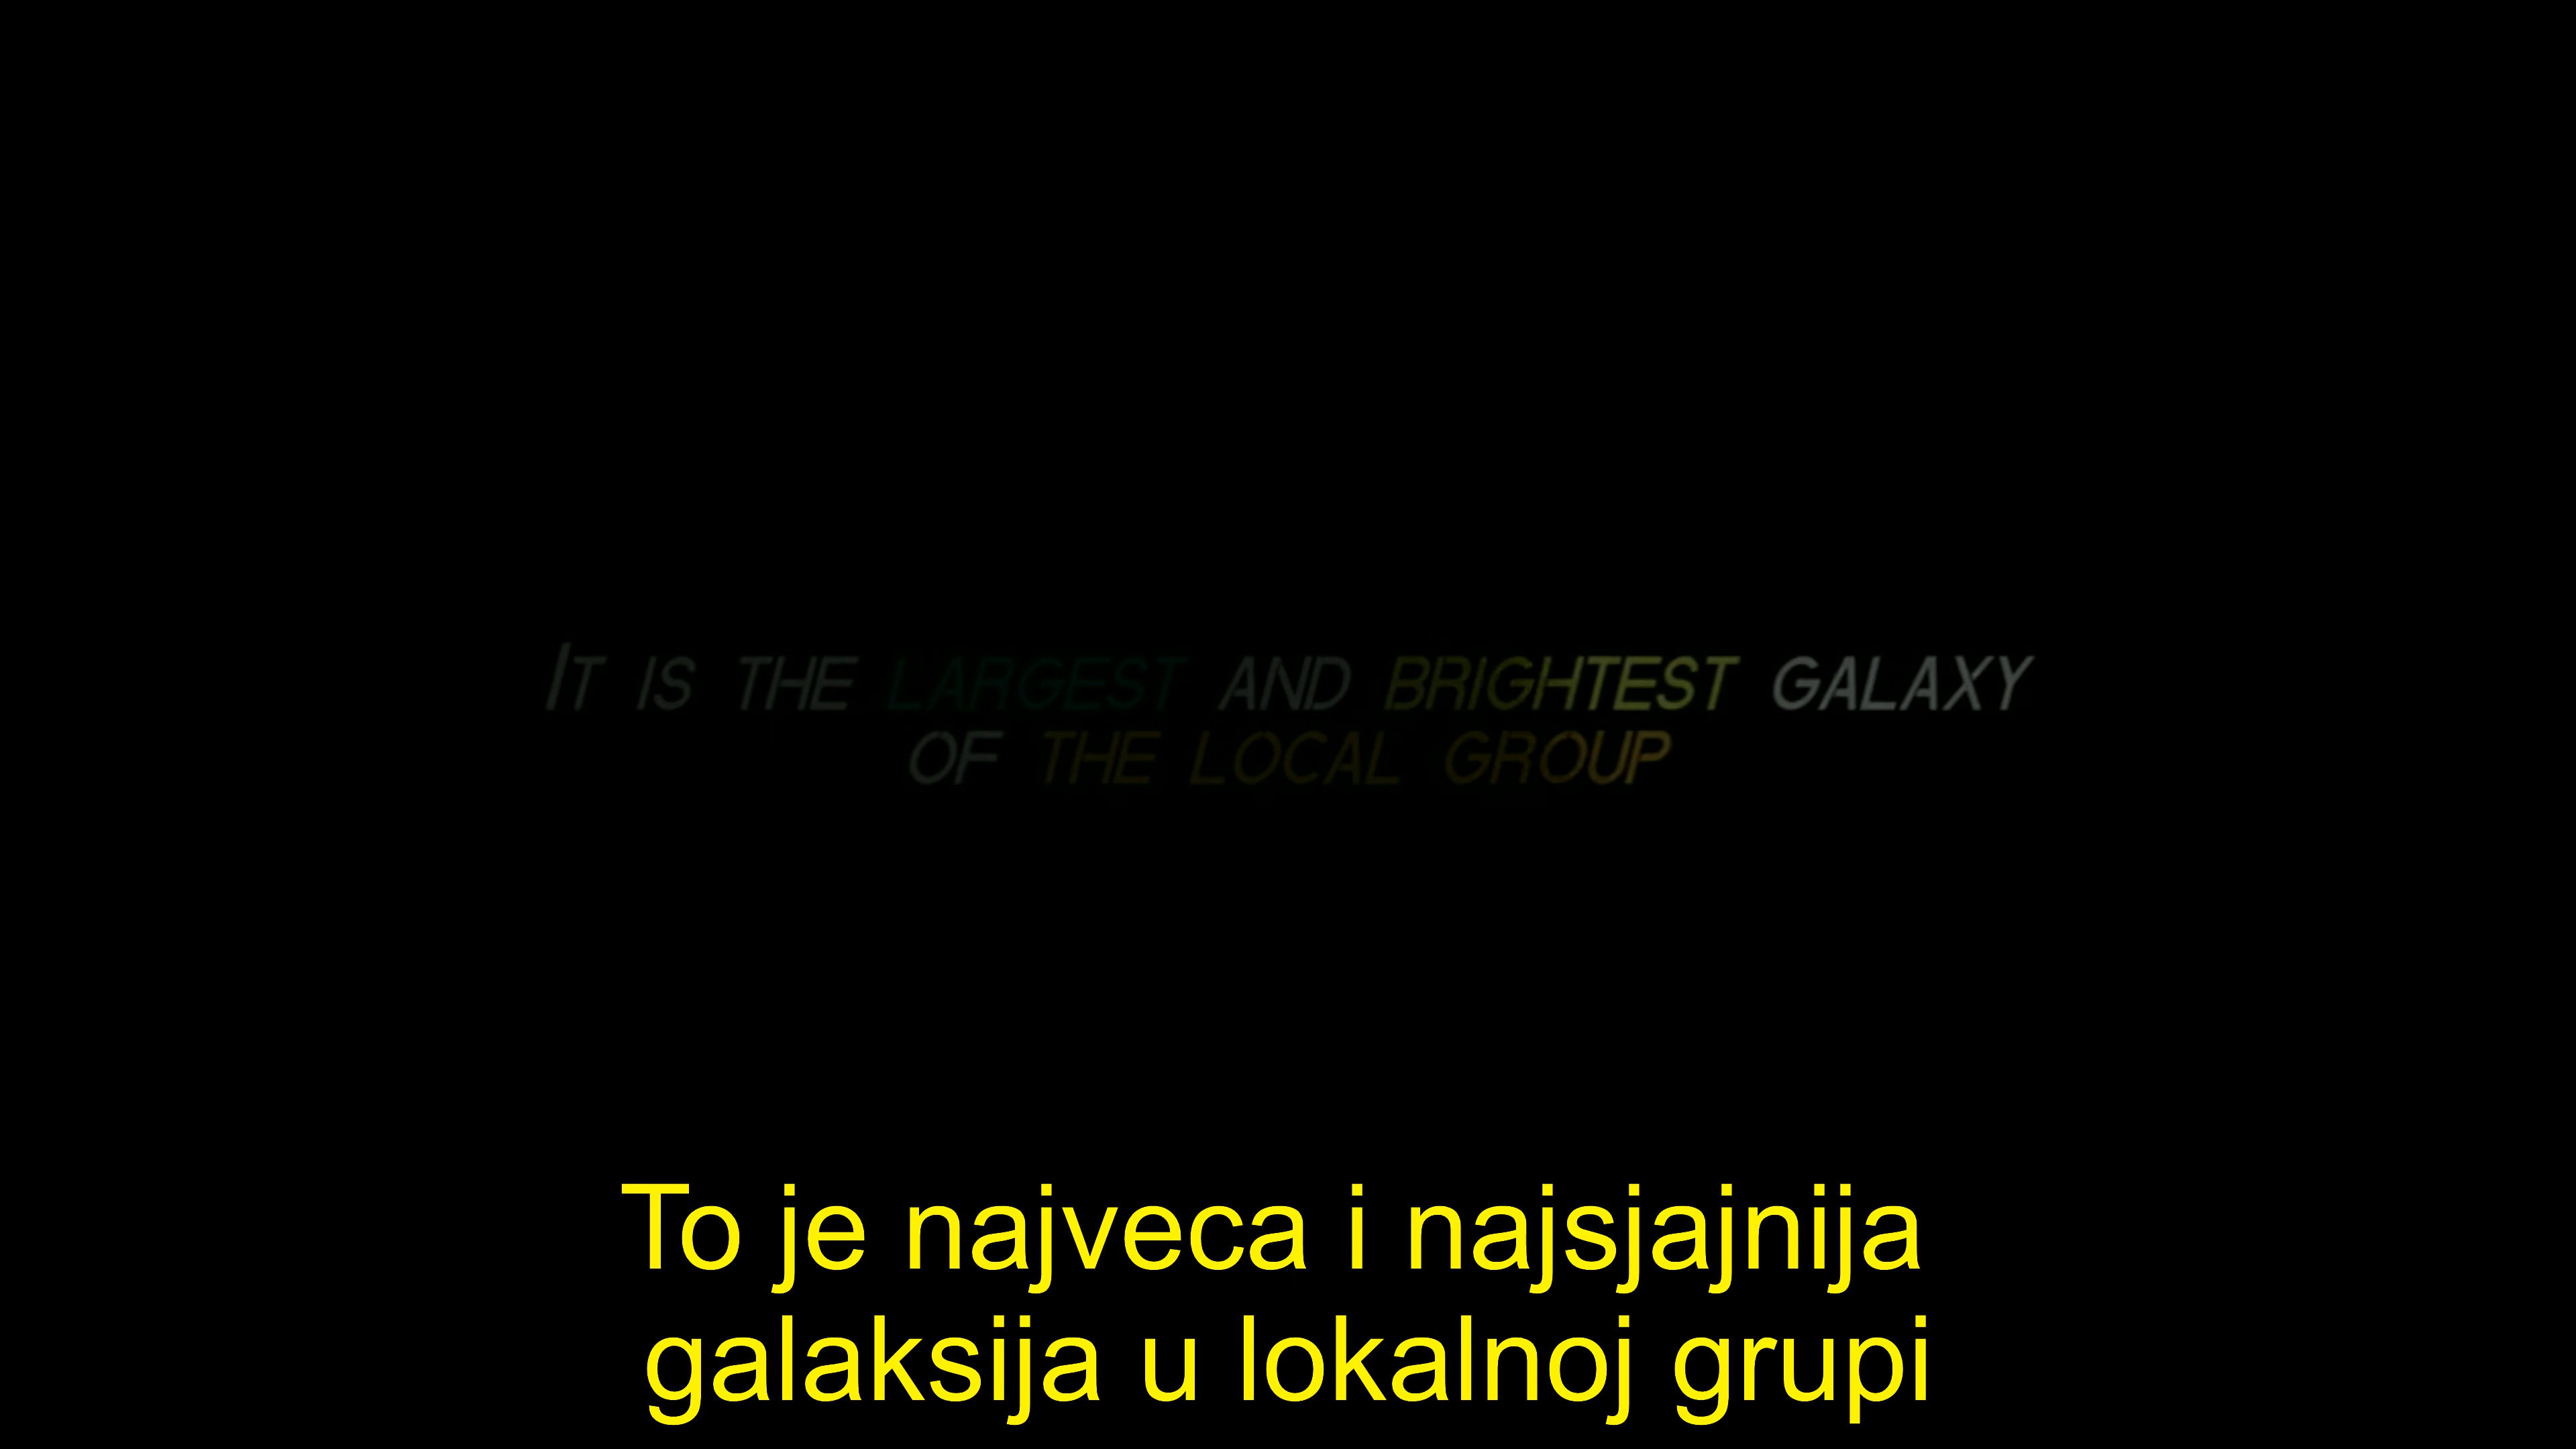 It is the largest and brightest galaxy
of the local group
To je najveca i najsjajnija
galaksija u lokalnoj grupi